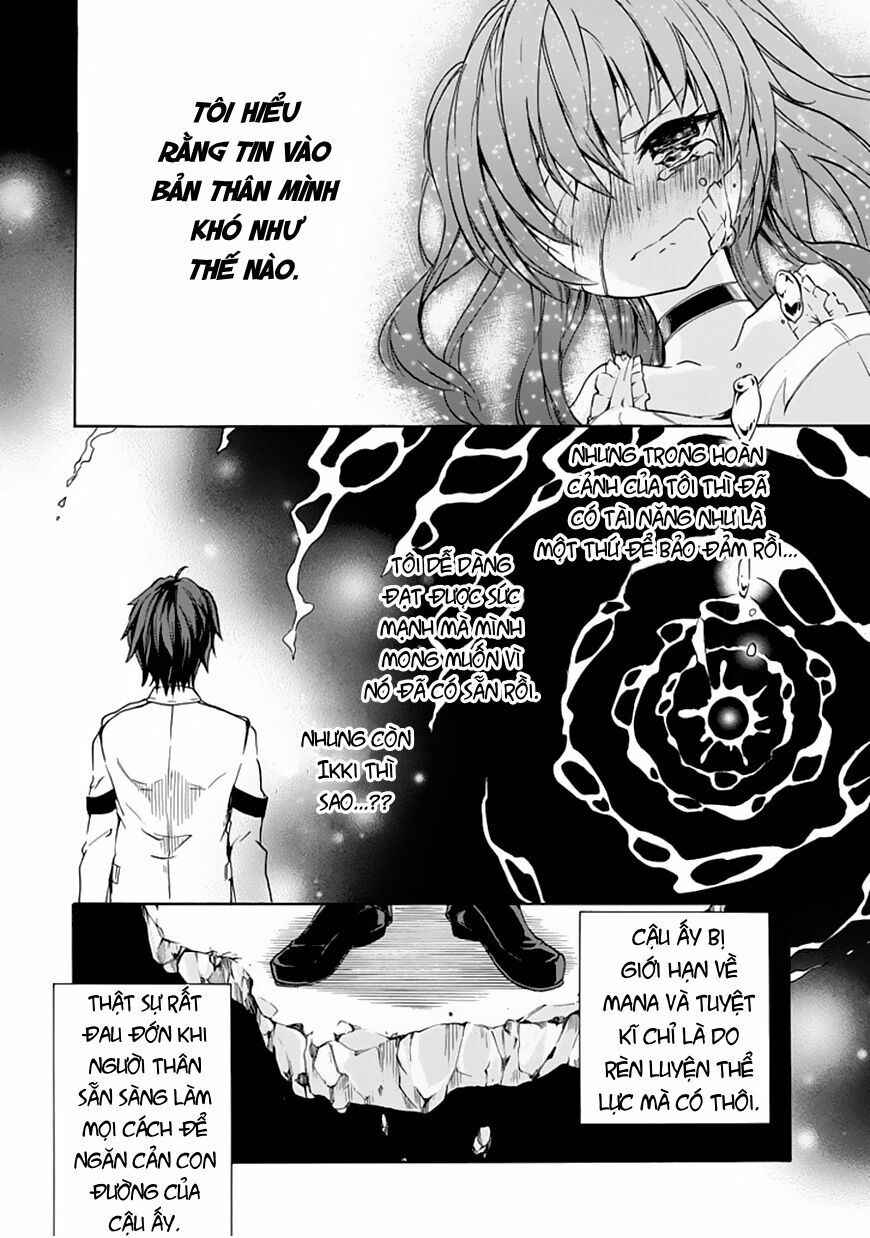 TÔI HIỂU
RẰNG TIN VÀO
BẢN THÂN MÌNH
KHÓ NHƯ
THẾ NÀO.
NHƯNG TRONG HOÀN
CẢNH CỦA TÔI THÌ ĐÃ
CÓ TÀI NĂNG NHƯ LÀ
MỘT THỨ ĐỂ BẢO ĐẢM RỒI...
TÔI DỄ DÀNG
ĐẠT ĐƯỢC SỨC
MẠNH MÀ MÌNH
MONG MUỐN VÌ
NÓ ĐÃ CÓ SẴN RỒI.
NHƯNG CÒN
IKKI THÌ
SAO...??
CẬU ẤY BỊ
GIỚI HẠN VỀ
MANA VÀ TUYỆT
KĨ CHỈ LÀ DO
RÈN LUYỆN THỂ
LỰC MÀ CÓ THÔI.
THẬT SỰ RẤT
ĐAU ĐỚN KHI
NGƯỜI THÂN
SẴN SÀNG LÀM
MỌI CÁCH ĐỂ
NGĂN CẢN CON
ĐƯỜNG CỦA
CẬU ẤY.